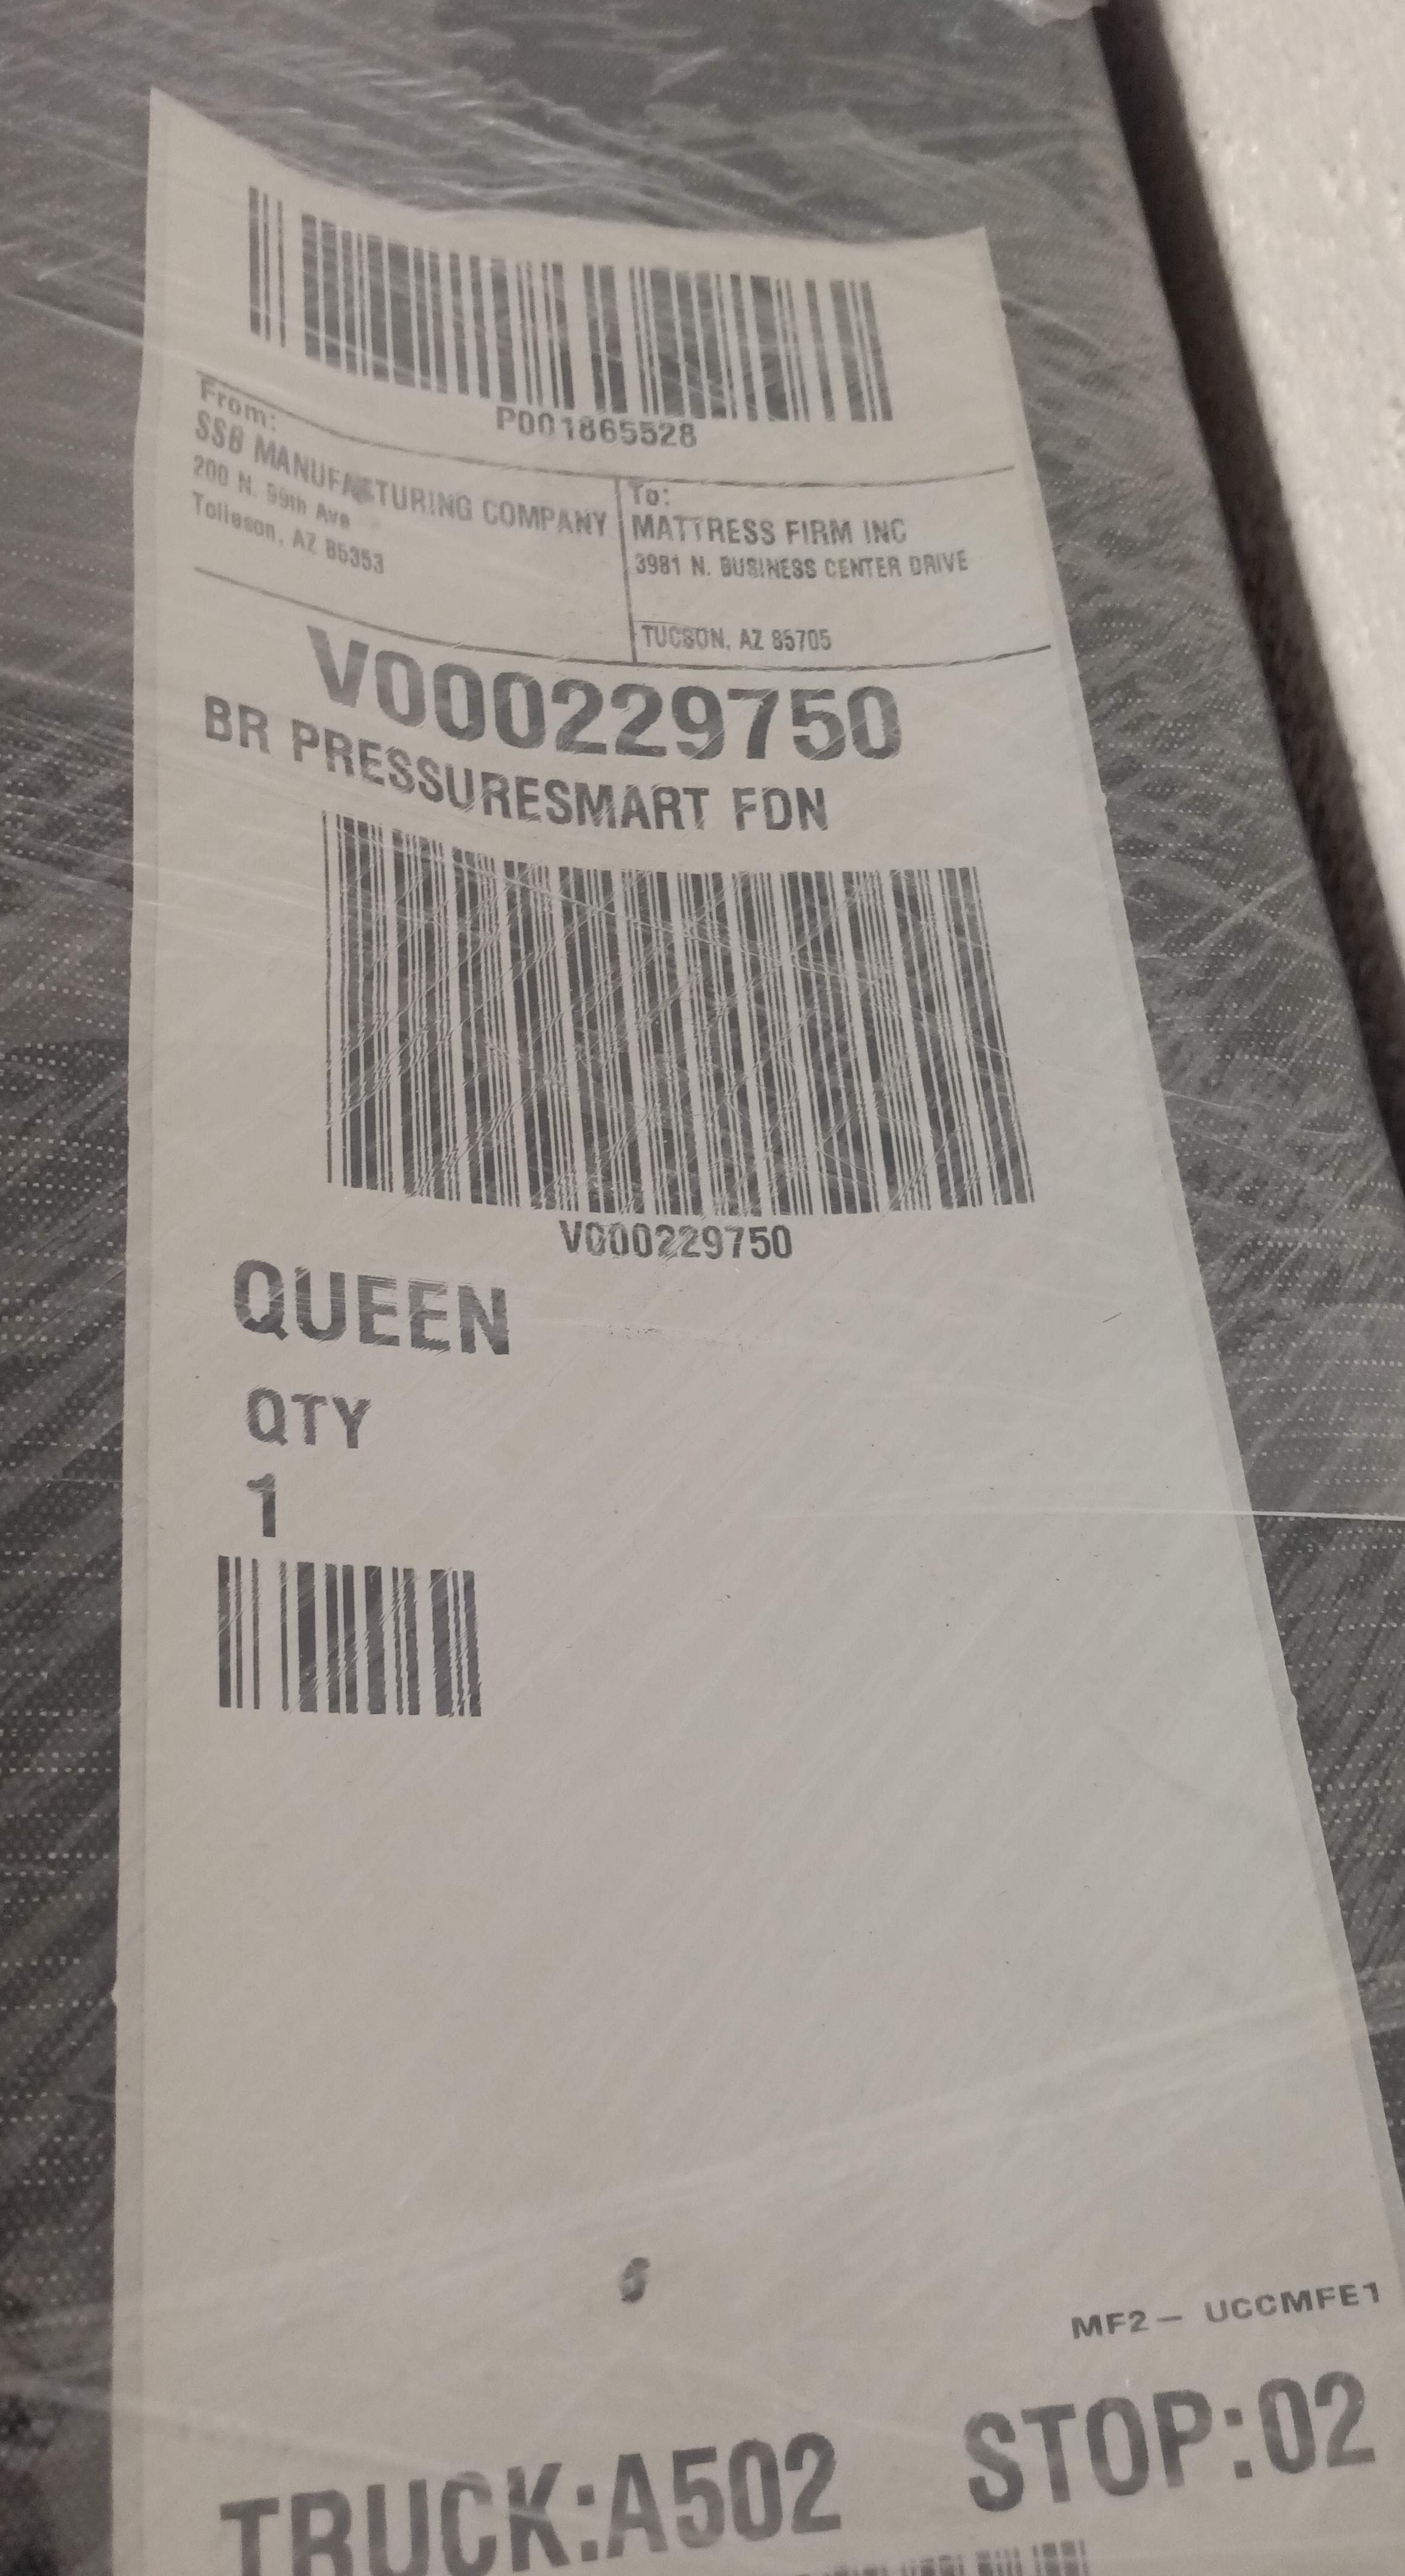 P001865528
From:
SSB MANUFACTURING COMPANY
200 N. 99th Ave
Tolleson, AZ 85353
To:
MATTRESS FIRM INC
3981 N. BUSINESS CENTER DRIVE
TUCSON, AZ 85705
V000229750
BR PRESSURESMART FDN
V000229750
QUEEN
QTY
1
6
MF2- UCCMFE1
TRUCK:A502 STOP:02